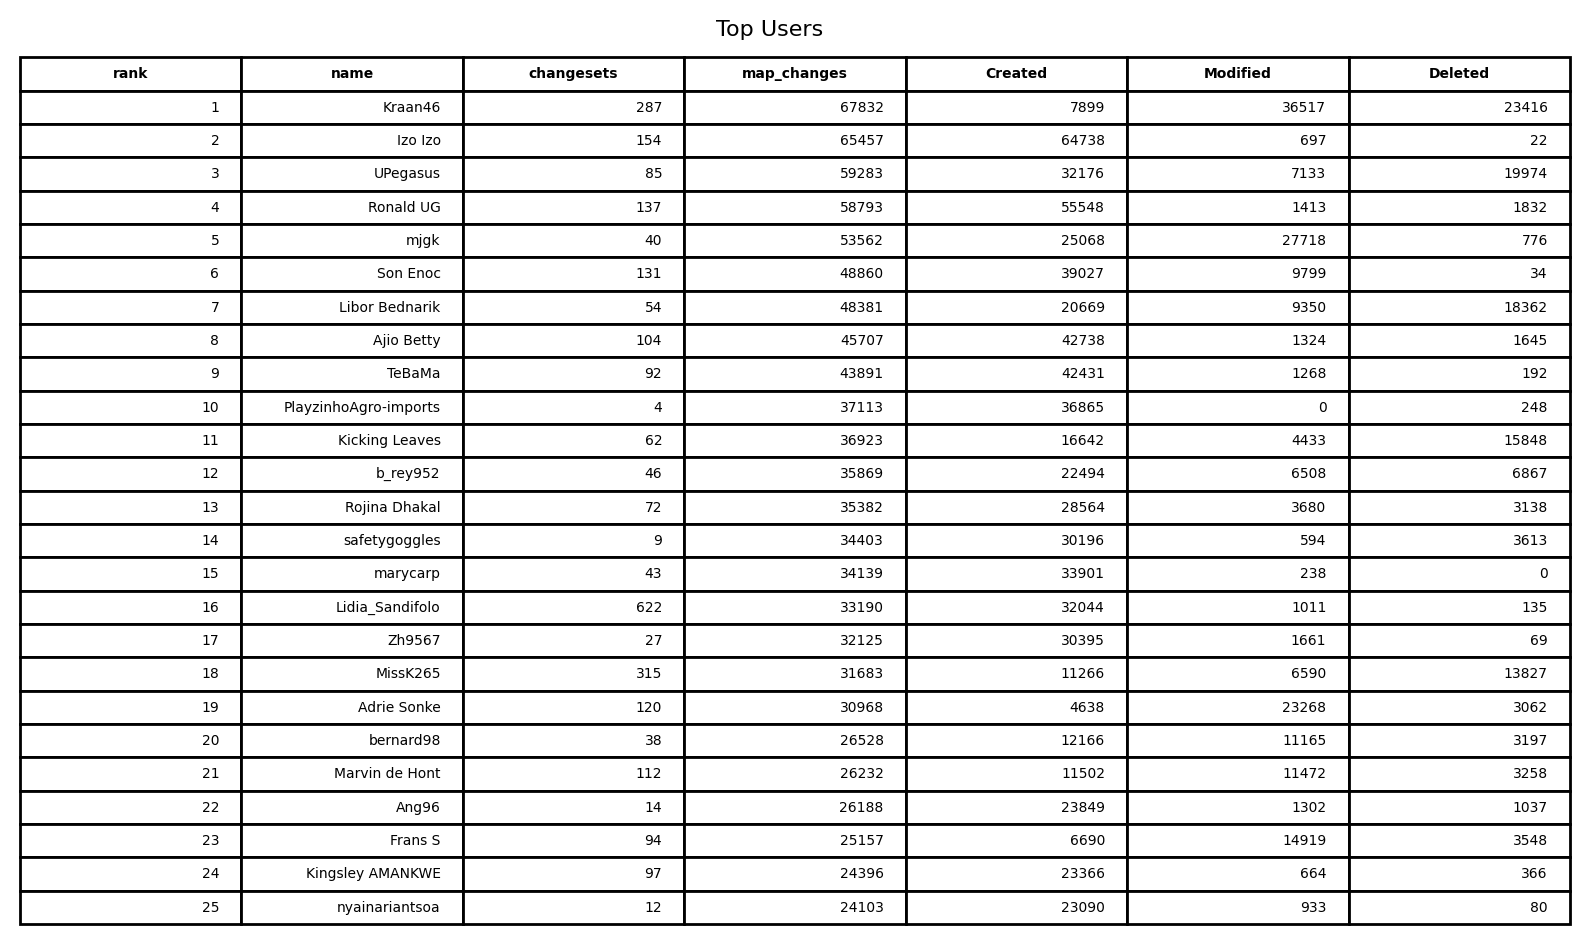 Top Users
rank name changesets map_changes Created Modified Deleted
1 Kraan46 287 67832 7899 36517 23416
2 Izo Izo 154 65457 64738 697 22
3 UPegasus 85 59283 32176 7133 19974
4 Ronald UG 137 58793 55548 1413 1832
5 mjgk 40 53562 25068 27718 776
6 Son Enoc 131 48860 39027 9799 34
7 Libor Bednarik 54 48381 20669 9350 18362
8 Ajio Betty 104 45707 42738 1324 1645
9 TeBaMa 92 43891 42431 1268 192
10 PlayzinhoAgro-imports 4 37113 36865 0 248
11 Kicking Leaves 62 36923 16642 4433 15848
12 b_rey952 46 35869 22494 6508 6867
13 Rojina Dhakal 72 35382 28564 3680 3138
14 safetygoggles 9 34403 30196 594 3613
15 marycarp 43 34139 33901 238 0
16 Lidia_Sandifolo 622 33190 32044 1011 135
17 Zh9567 27 32125 30395 1661 69
18 MissK265 315 31683 11266 6590 13827
19 Adrie Sonke 120 30968 4638 23268 3062
20 bernard98 38 26528 12166 11165 3197
21 Marvin de Hont 112 26232 11502 11472 3258
22 Ang96 14 26188 23849 1302 1037
23 Frans S 94 25157 6690 14919 3548
24 Kingsley AMANKWE 97 24396 23366 664 366
25 nyainariantsoa 12 24103 23090 933 80